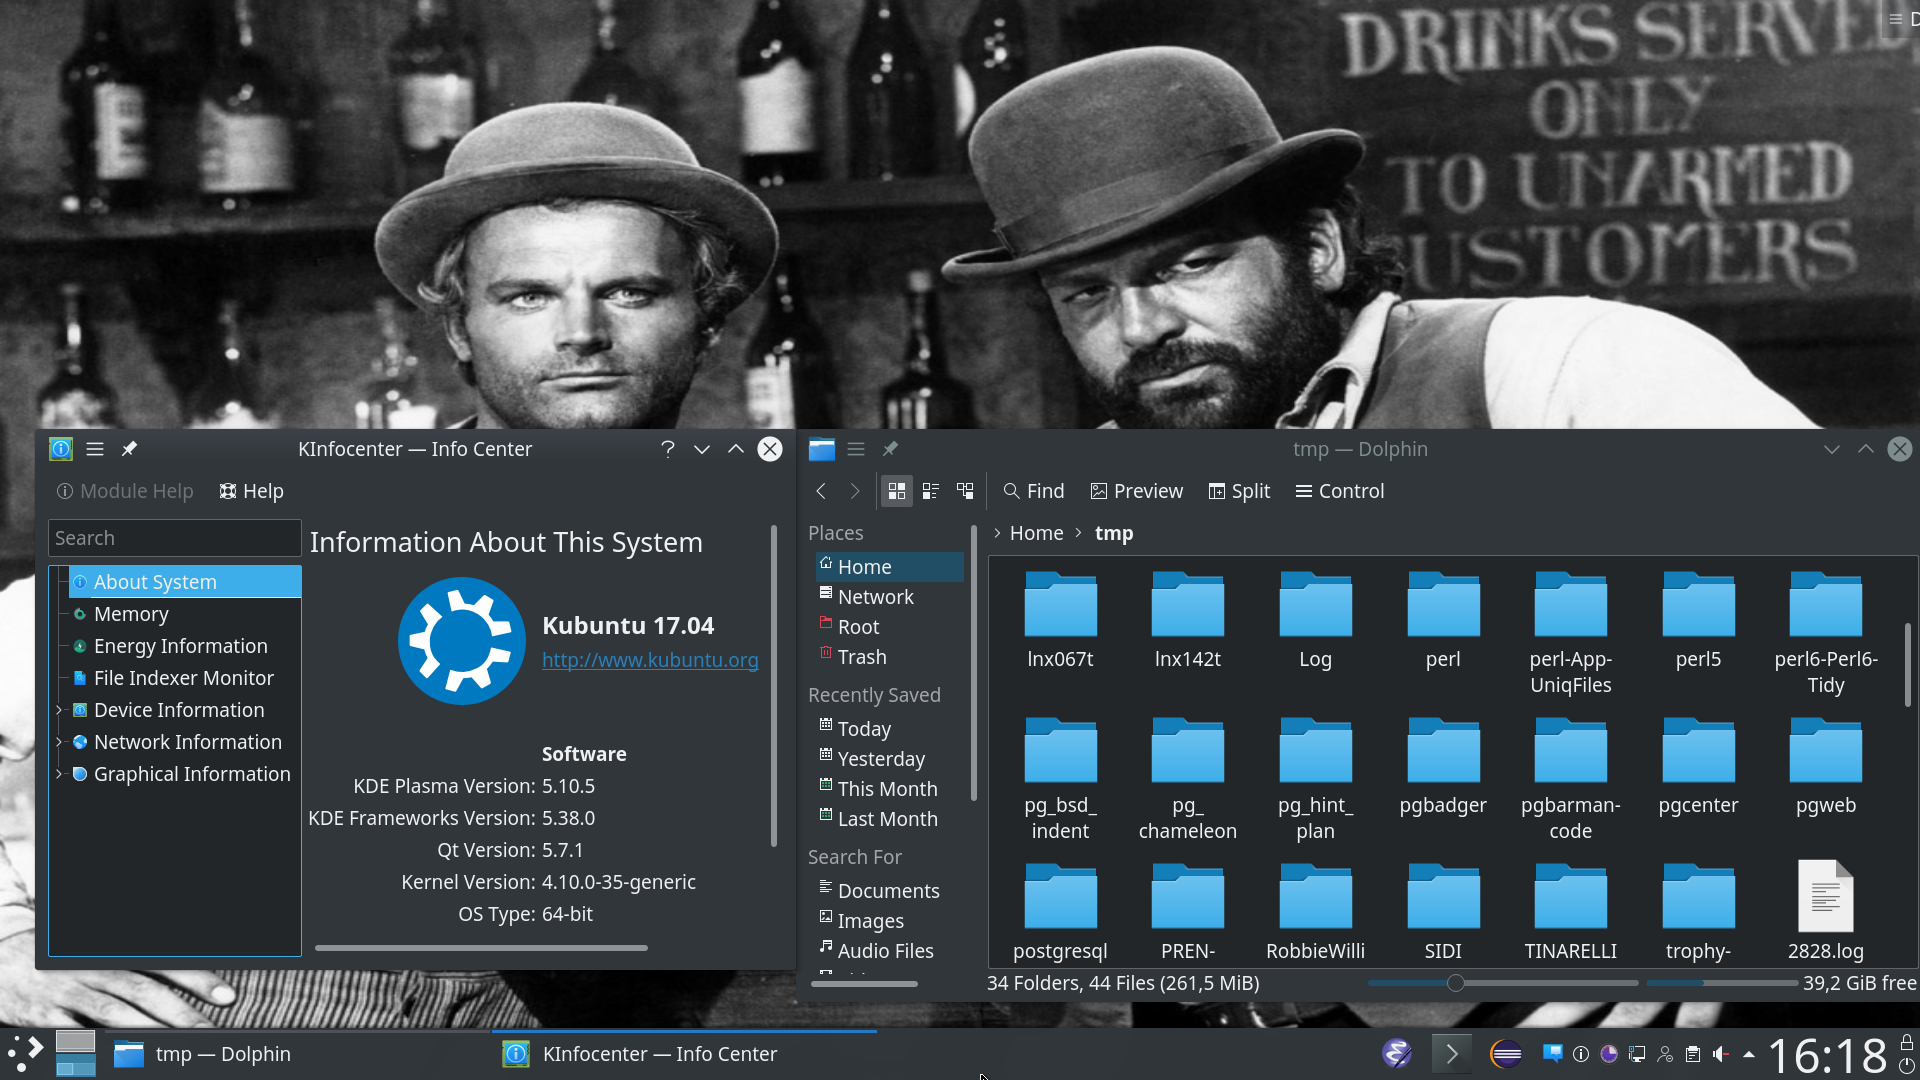 DRINKS SERVED
ONLY
TO UNARMED
CUSTOMERS
D
KInfocenter — Info Center
Module Help
Help
Search
About System
Memory
Energy Information
File Indexer Monitor
Device Information
Network Information
Graphical Information
Information About This System
Kubuntu 17.04
http://www.kubuntu.org
Software
KDE Plasma Version: 5.10.5
KDE Frameworks Version: 5.38.0
Qt Version: 5.7.1
Kernel Version: 4.10.0-35-generic
OS Type: 64-bit
tmp — Dolphin
Find
Preview
Split
Control
Places
Home
Network
Root
Trash
Recently Saved
Today
Yesterday
This Month
Last Month
Search For
Documents
Images
Audio Files
> Home > tmp
lnx067t
lnx142t
Log
perl
perl-App-
UniqFiles
perl5
perl6-Perl6-
Tidy
pg_bsd_
indent
pg_
chameleon
pg_hint_
plan
pgbadger
pgbarman-
code
pgcenter
pgweb
postgresql
PREN-
RobbieWilli
SIDI
TINARELLI
trophy-
2828.log
34 Folders, 44 Files (261,5 MiB)
39,2 GiB free
tmp — Dolphin
KInfocenter — Info Center
16:18